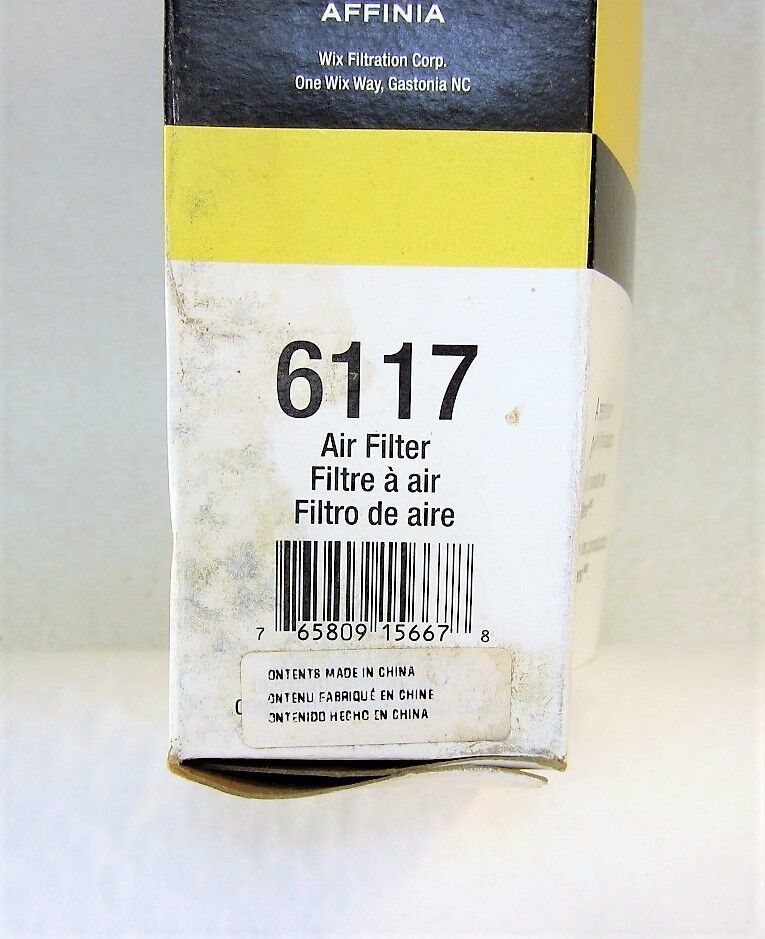 AFFINIA
Wix Filtration Corp.
One Wix Way, Gastonia NC
6117
Air Filter
Filtre à air
Filtro de aire
7 65809 15667 8
ONTENTS MADE IN CHINA
ONTENU FABRIQUÉ EN CHINE
ONTENIDO HECHO EN CHINA